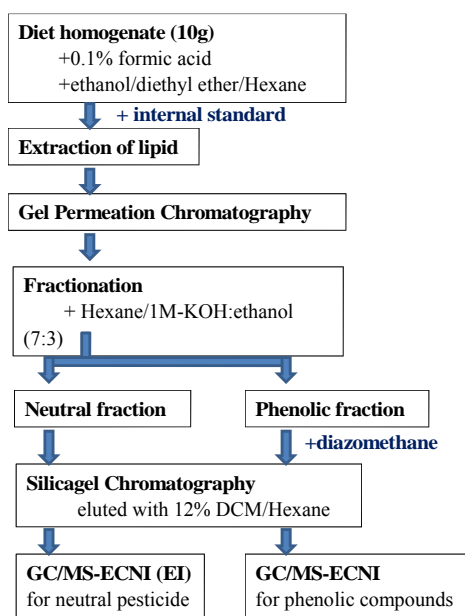 Diet homogenate (10g)
+0.1% formic acid
+ethanol/diethyl ether/Hexane
+ internal standard
Extraction of lipid
Gel Permeation Chromatography
Fractionation
+ Hexane/1M-KOH:ethanol
(7:3)
Neutral fraction
Phenolic fraction
+diazomethane
Silicagel Chromatography
eluted with 12% DCM/Hexane
GC/MS-ECNI (EI)
for neutral pesticide
GC/MS-ECNI
for phenolic compounds